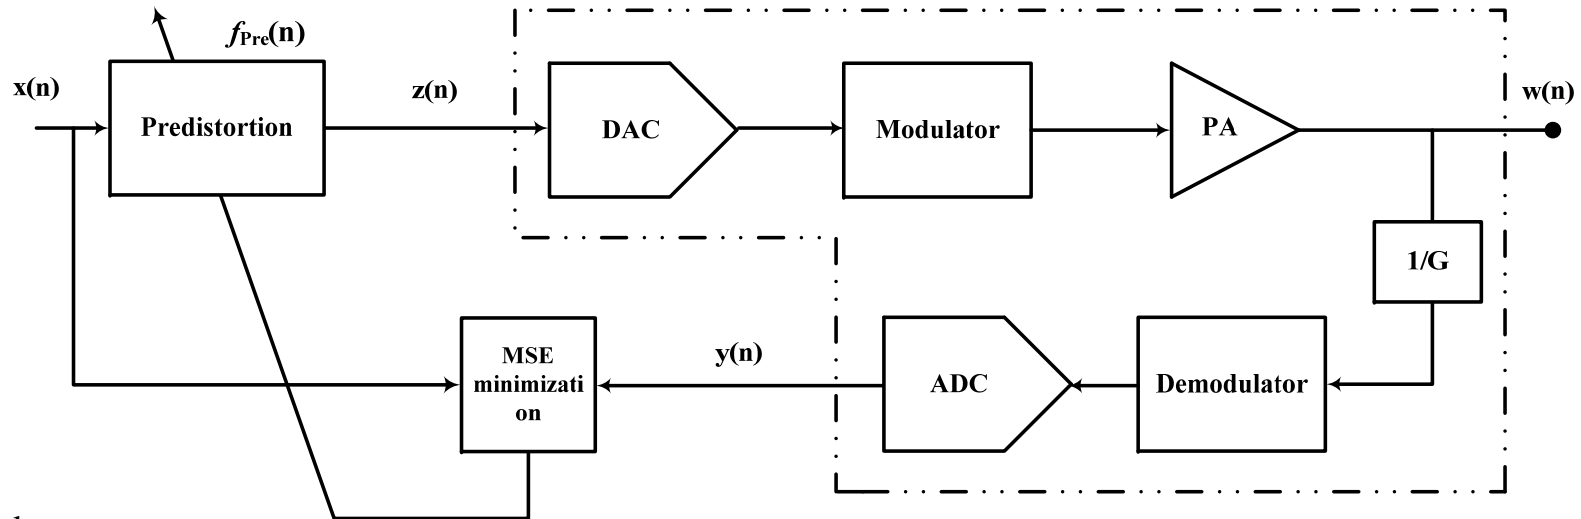 f_Pre(n)
x(n)
z(n)
w(n)
Predistortion
DAC
Modulator
PA
1/G
MSE
minimizati
on
y(n)
ADC
Demodulator